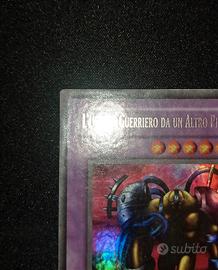 Guerriero da un Altro
subito